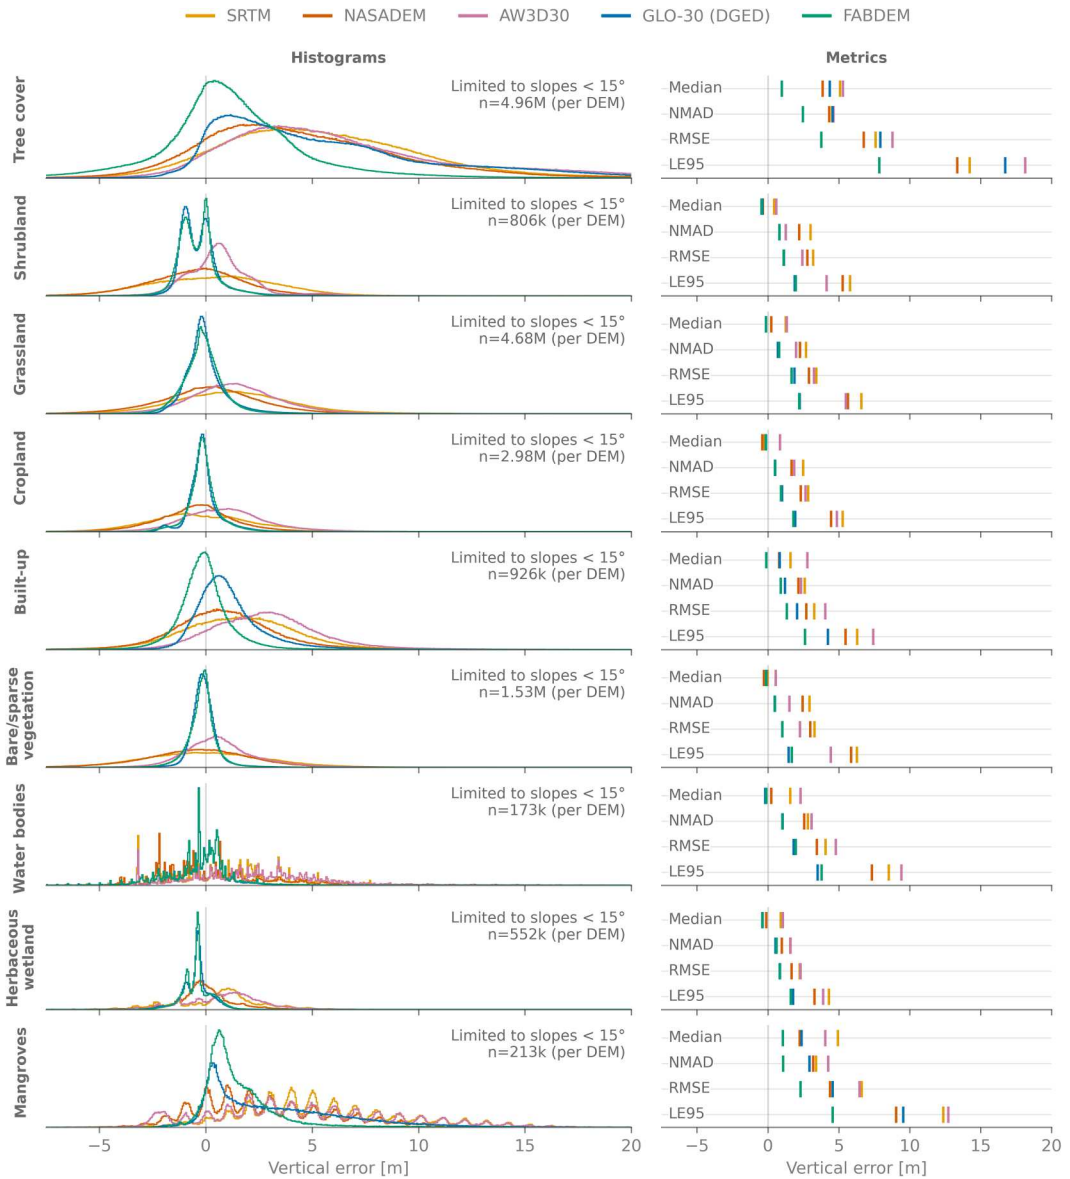 SRTM NASADEM AW3D30 GLO-30 (DGED) FABDEM
Histograms Metrics
Tree cover
Limited to slopes < 15°
n=4.96M (per DEM)
Median
NMAD
RMSE
LE95
Shrubland
Limited to slopes < 15°
n=806k (per DEM)
Median
NMAD
RMSE
LE95
Grassland
Limited to slopes < 15°
n=4.68M (per DEM)
Median
NMAD
RMSE
LE95
Cropland
Limited to slopes < 15°
n=2.98M (per DEM)
Median
NMAD
RMSE
LE95
Built-up
Limited to slopes < 15°
n=926k (per DEM)
Median
NMAD
RMSE
LE95
Bare/sparse
vegetation
Limited to slopes < 15°
n=1.53M (per DEM)
Median
NMAD
RMSE
LE95
Water bodies
Limited to slopes < 15°
n=173k (per DEM)
Median
NMAD
RMSE
LE95
Herbaceous
wetland
Limited to slopes < 15°
n=552k (per DEM)
Median
NMAD
RMSE
LE95
Mangroves
Limited to slopes < 15°
n=213k (per DEM)
Median
NMAD
RMSE
LE95
−5 0 5 10 15 20
Vertical error [m]
−5 0 5 10 15 20
Vertical error [m]